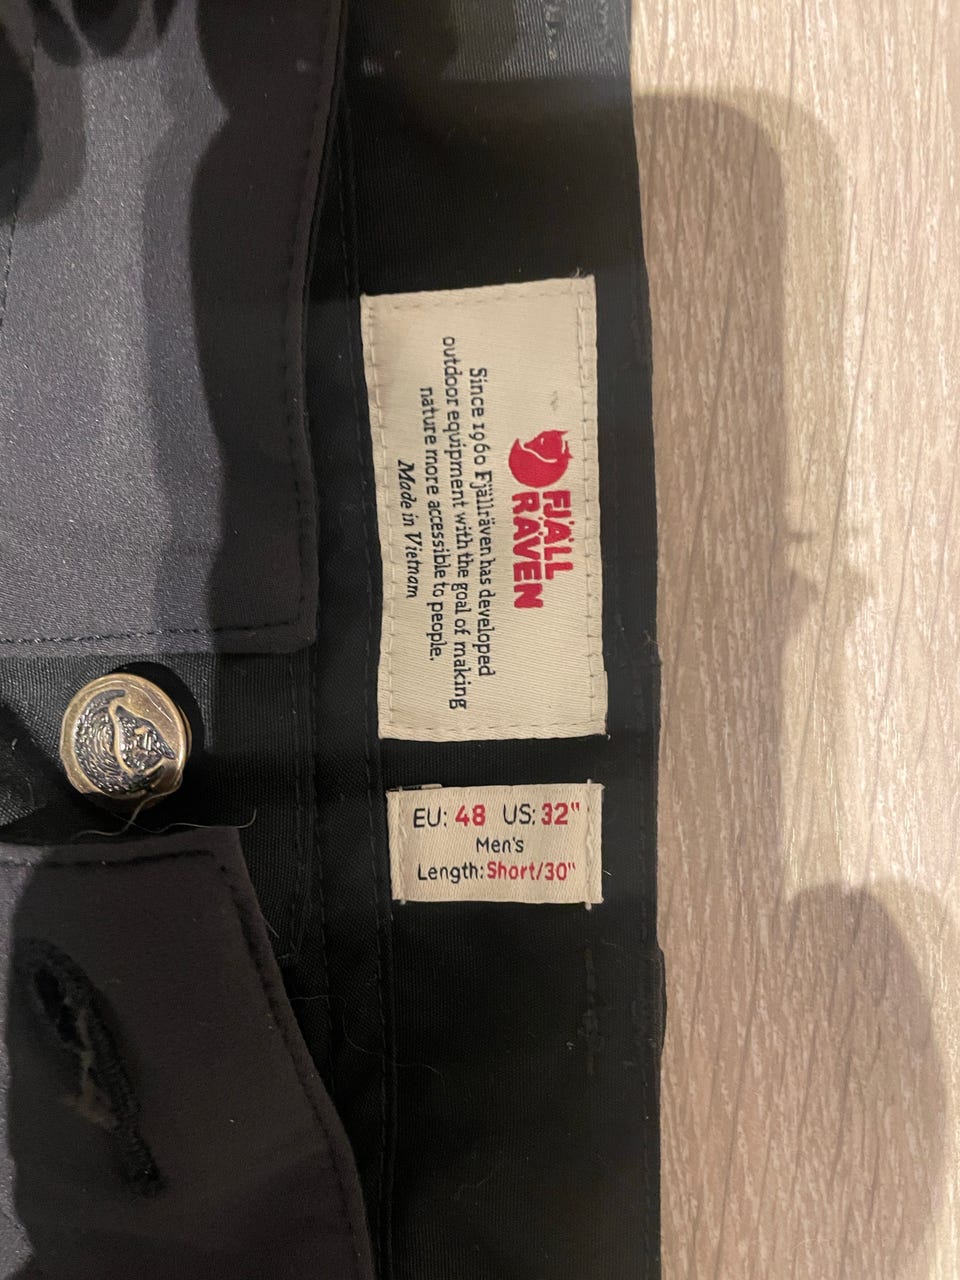 FJÄLL
RÄVEN
Since 1960 Fjällräven has developed
outdoor equipment with the goal of making
nature more accessible to people.
Made in Vietnam
EU: 48 US: 32"
Men's
Length: Short/30"